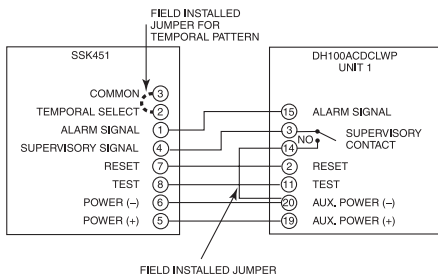 FIELD INSTALLED
JUMPER FOR
TEMPORAL PATTERN
SSK451
DH100ACDCLWP
UNIT 1
COMMON 3
TEMPORAL SELECT 2
ALARM SIGNAL 1
SUPERVISORY SIGNAL 4
RESET 7
TEST 8
POWER (–) 6
POWER (+) 5
15 ALARM SIGNAL
3
NO
SUPERVISORY
CONTACT
14
2 RESET
11 TEST
20 AUX. POWER (–)
19 AUX. POWER (+)
FIELD INSTALLED JUMPER